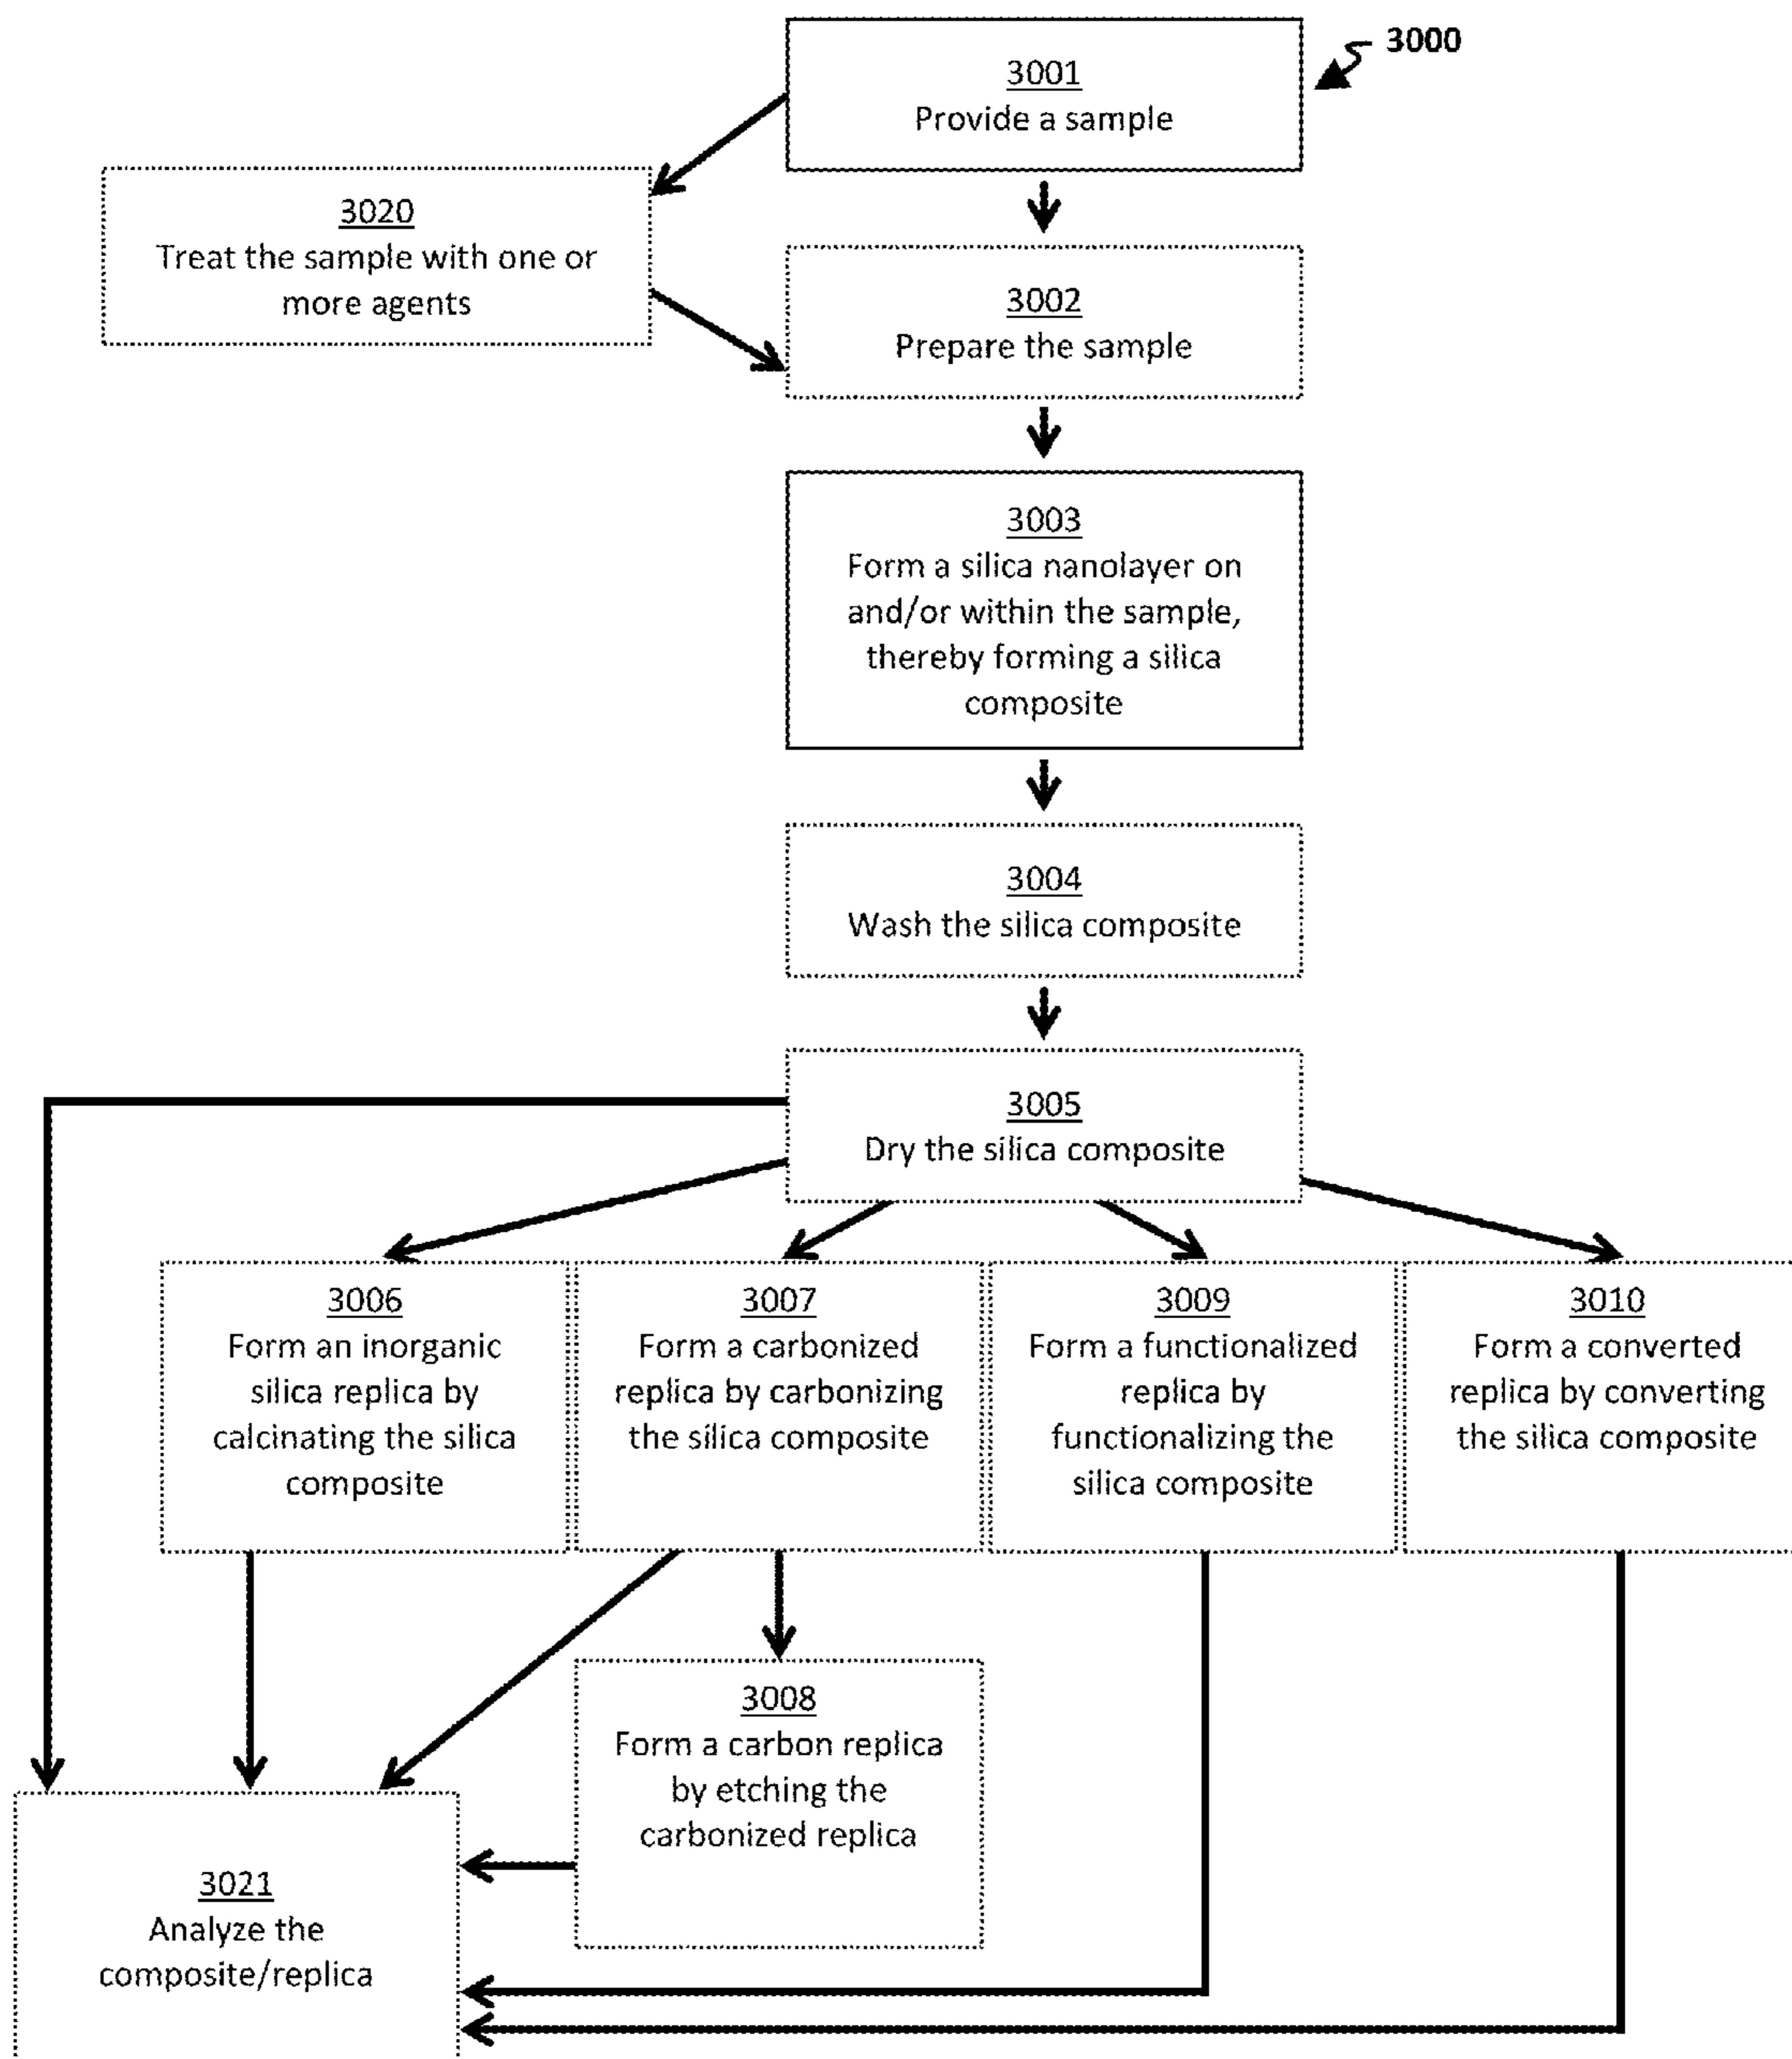 3000
3001
Provide a sample
3020
Treat the sample with one or
more agents
3002
Prepare the sample
3003
Form a silica nanolayer on
and/or within the sample,
thereby forming a silica
composite
3004
Wash the silica composite
3005
Dry the silica composite
3006
Form an inorganic
silica replica by
calcinating the silica
composite
3007
Form a carbonized
replica by carbonizing
the silica composite
3009
Form a functionalized
replica by
functionalizing the
silica composite
3010
Form a converted
replica by converting
the silica composite
3008
Form a carbon replica
by etching the
carbonized replica
3021
Analyze the
composite/replica